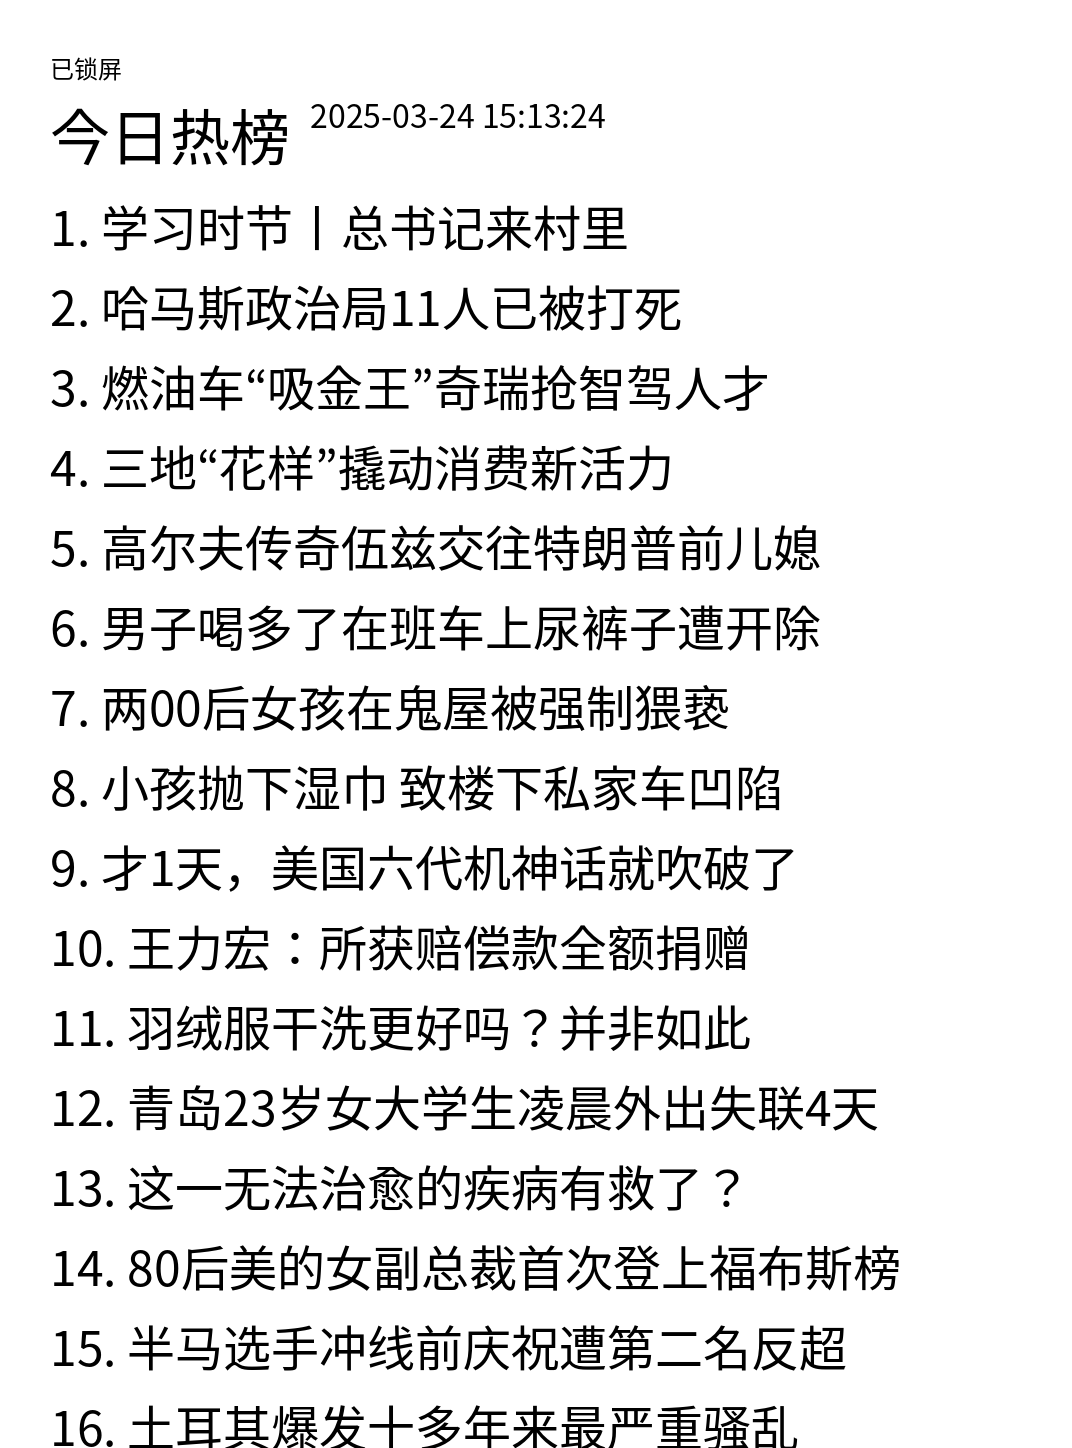 已锁屏
今日热榜 2025-03-24 15:13:24
1. 学习时节丨总书记来村里
2. 哈马斯政治局11人已被打死
3. 燃油车“吸金王”奇瑞抢智驾人才
4. 三地“花样”撬动消费新活力
5. 高尔夫传奇伍兹交往特朗普前儿媳
6. 男子喝多了在班车上尿裤子遭开除
7. 两00后女孩在鬼屋被强制猥亵
8. 小孩抛下湿巾 致楼下私家车凹陷
9. 才1天，美国六代机神话就吹破了
10. 王力宏：所获赔偿款全额捐赠
11. 羽绒服干洗更好吗？并非如此
12. 青岛23岁女大学生凌晨外出失联4天
13. 这一无法治愈的疾病有救了？
14. 80后美的女副总裁首次登上福布斯榜
15. 半马选手冲线前庆祝遭第二名反超
16. 土耳其爆发十多年来最严重骚乱